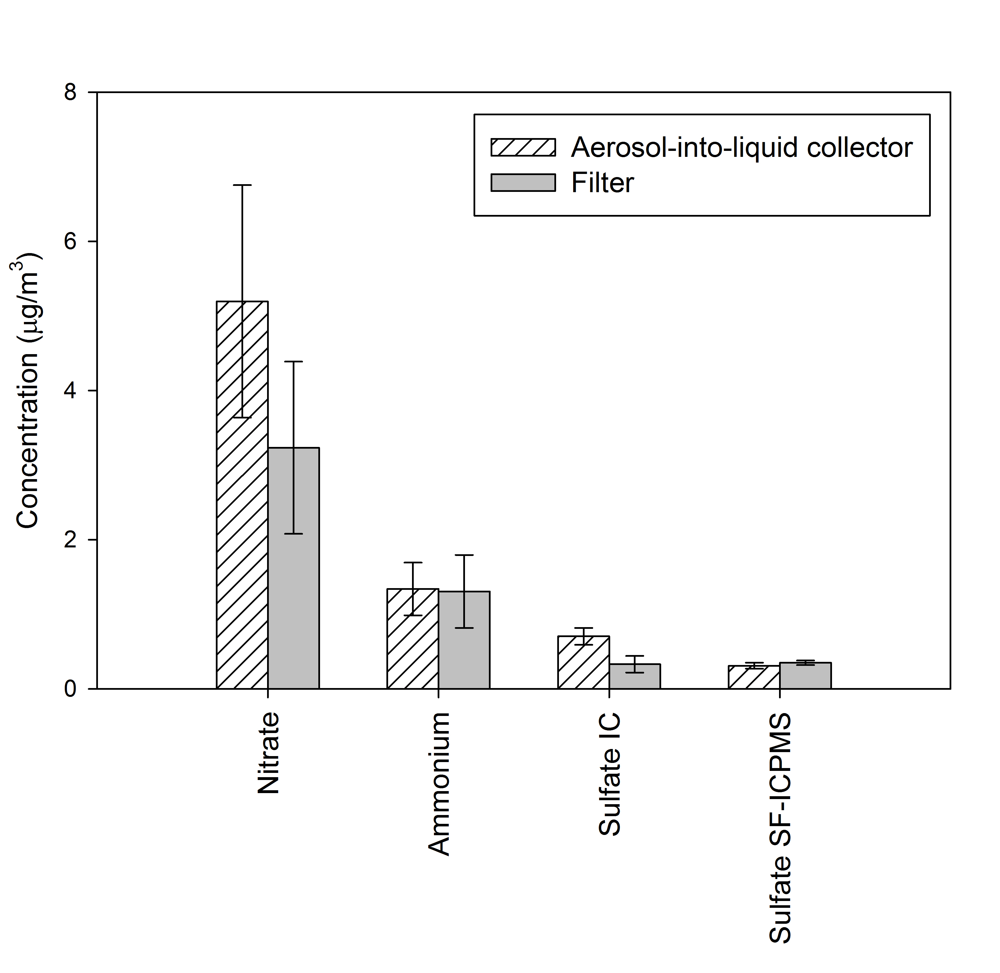 8
6
4
2
0
Concentration (μg/m³)
Aerosol-into-liquid collector
Filter
Nitrate
Ammonium
Sulfate IC
Sulfate SF-ICPMS